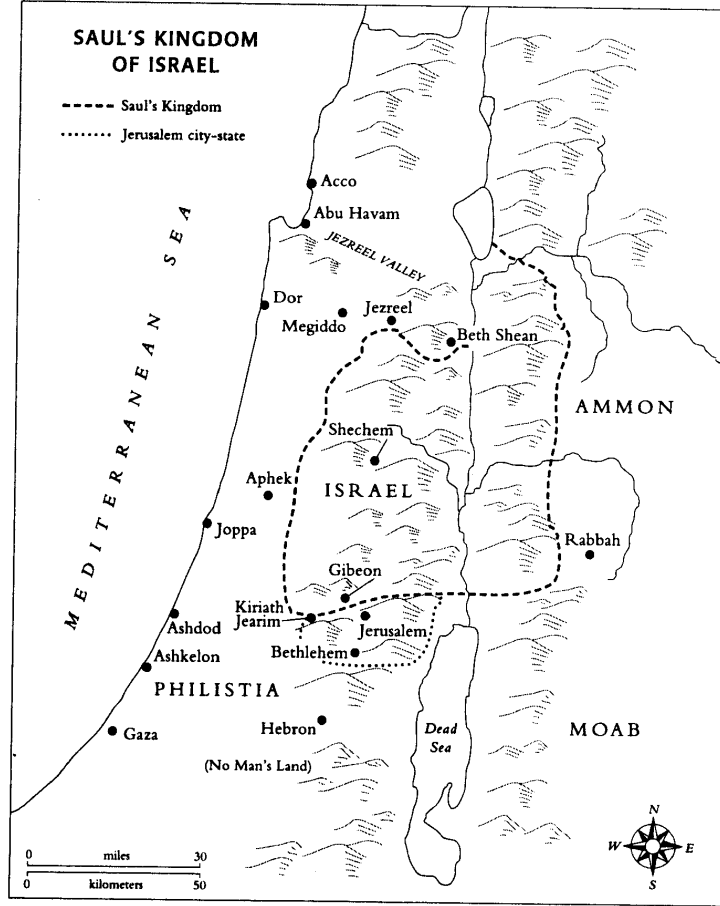 SAUL'S KINGDOM
OF ISRAEL
Saul's Kingdom
Jerusalem city-state
Acco
Abu Havam
JEZREEL VALLEY
MEDITERRANEAN SEA
Dor
Megiddo
Jezreel
Beth Shean
AMMON
Shechem
Aphek
ISRAEL
Joppa
Rabbah
Gibeon
Kiriath
Jearim
Ashdod
Jerusalem
Bethlehem
Ashkelon
PHILISTIA
Gaza
Hebron
Dead
Sea
MOAB
(No Man's Land)
N
W
E
S
0 miles 30
0 kilometers 50